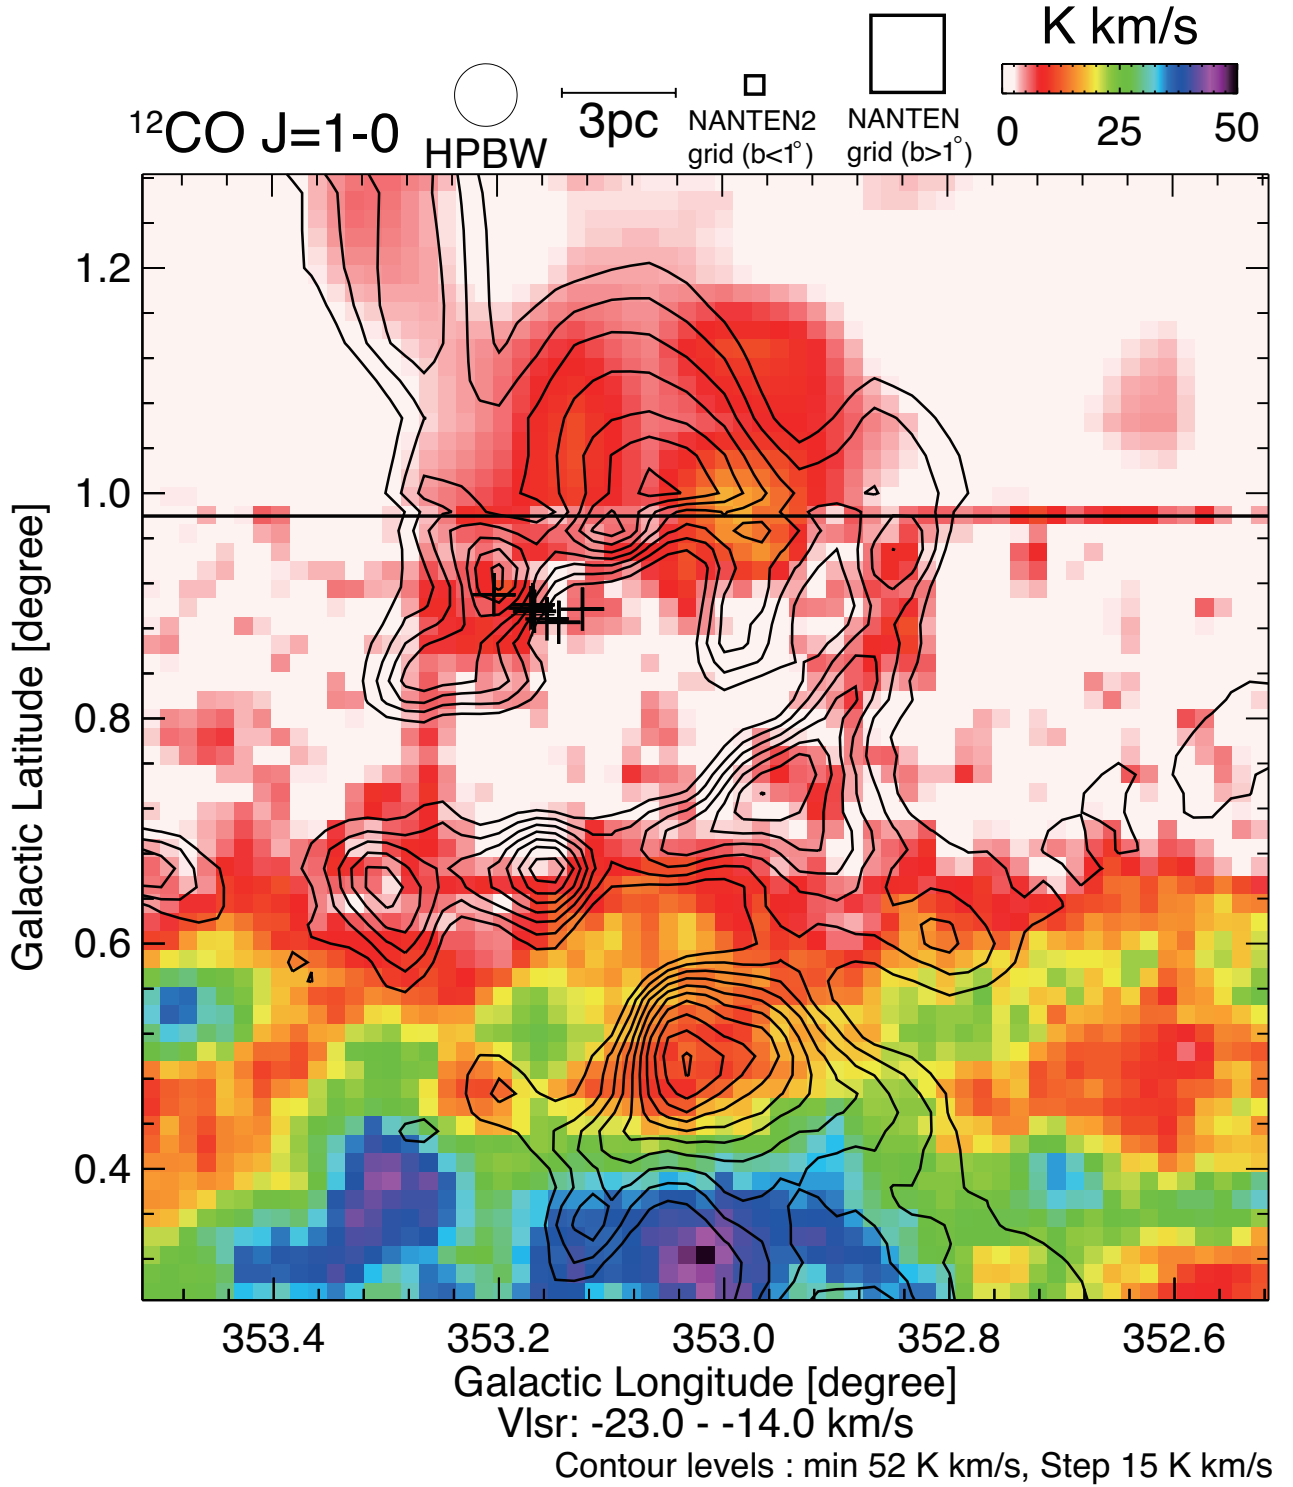 K km/s
¹²CO J=1-0
HPBW
3pc
NANTEN2
grid (b<1°)
NANTEN
grid (b>1°)
0 25 50
1.2
1.0
0.8
0.6
0.4
Galactic Latitude [degree]
353.4 353.2 353.0 352.8 352.6
Galactic Longitude [degree]
Vlsr: -23.0 - -14.0 km/s
Contour levels : min 52 K km/s, Step 15 K km/s